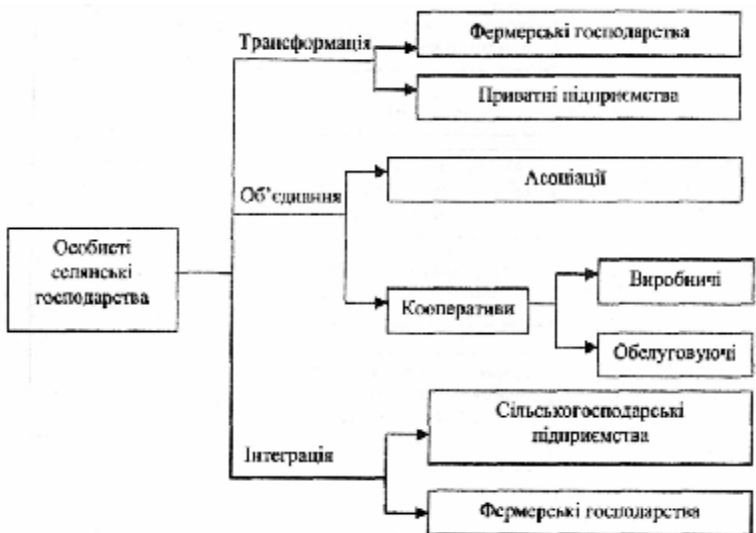 Трансформація
Фермерські господарства
Приватні підприємства
Об'єднання
Асоціації
Особисті
селянські
господарства
Кооперативи
Виробничі
Обслуговуючі
Інтеграція
Сільськогосподарські
підприємства
Фермерські господарства